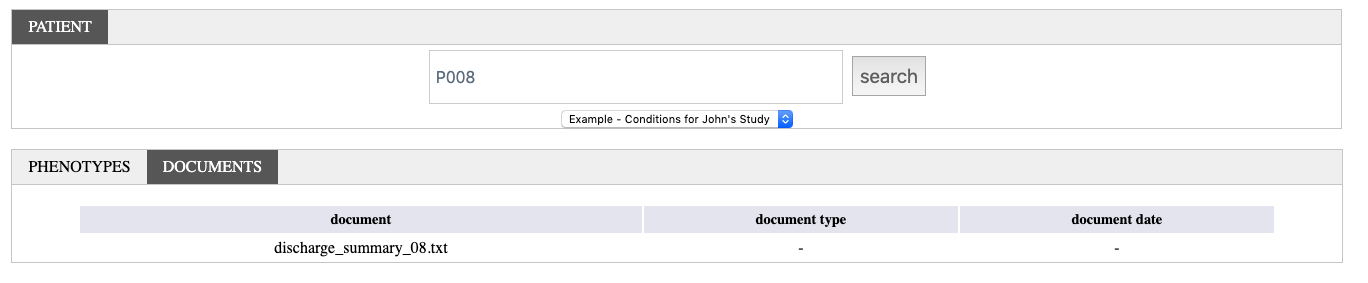 PATIENT
P008 search
Example - Conditions for John's Study
PHENOTYPES DOCUMENTS
document document type document date
discharge_summary_08.txt - -